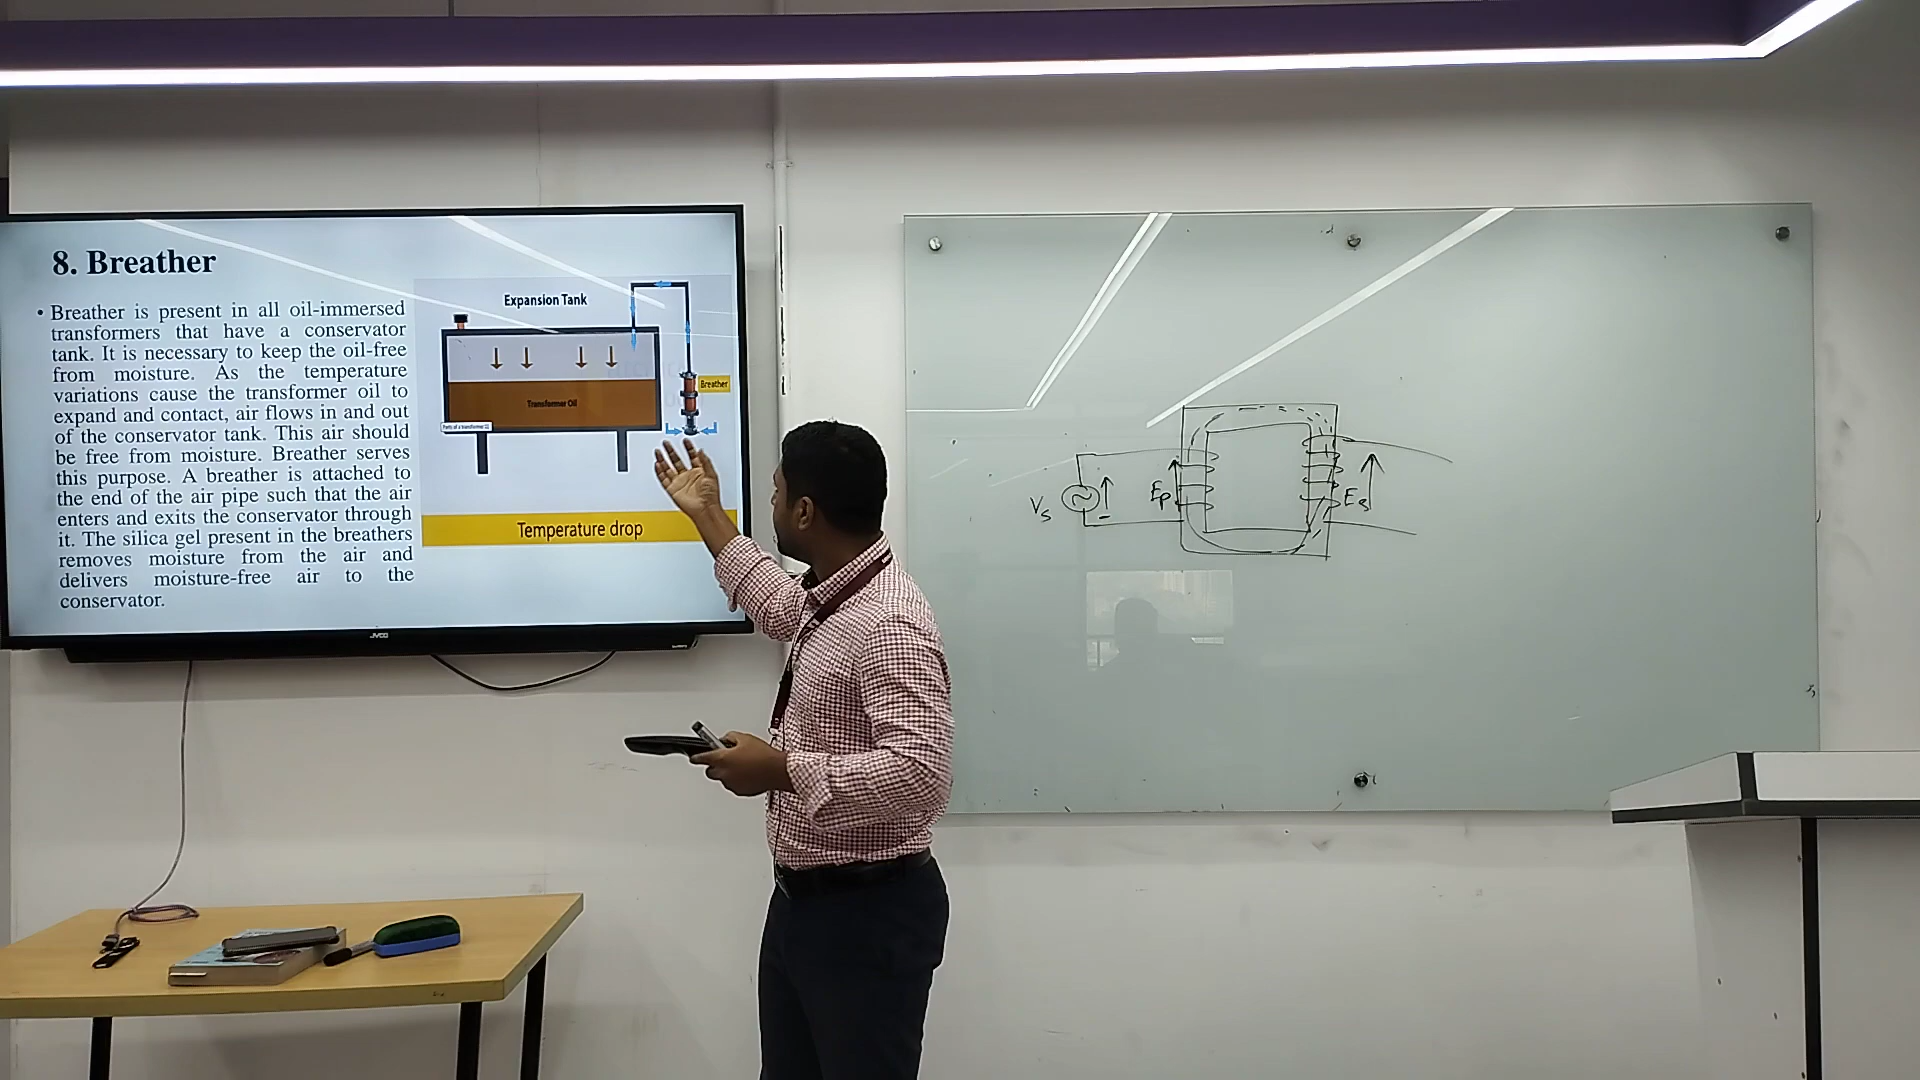 8. Breather
• Breather is present in all oil-immersed
transformers that have a conservator
tank. It is necessary to keep the oil-free
from moisture. As the temperature
variations cause the transformer oil to
expand and contact, air flows in and out
of the conservator tank. This air should
be free from moisture. Breather serves
this purpose. A breather is attached to
the end of the air pipe such that the air
enters and exits the conservator through
it. The silica gel present in the breathers
removes moisture from the air and
delivers moisture-free air to the
conservator.
Expansion Tank
Breather
Transformer Oil
Parts of a transformer
Temperature drop
JVCO
Vs
Ep
Es